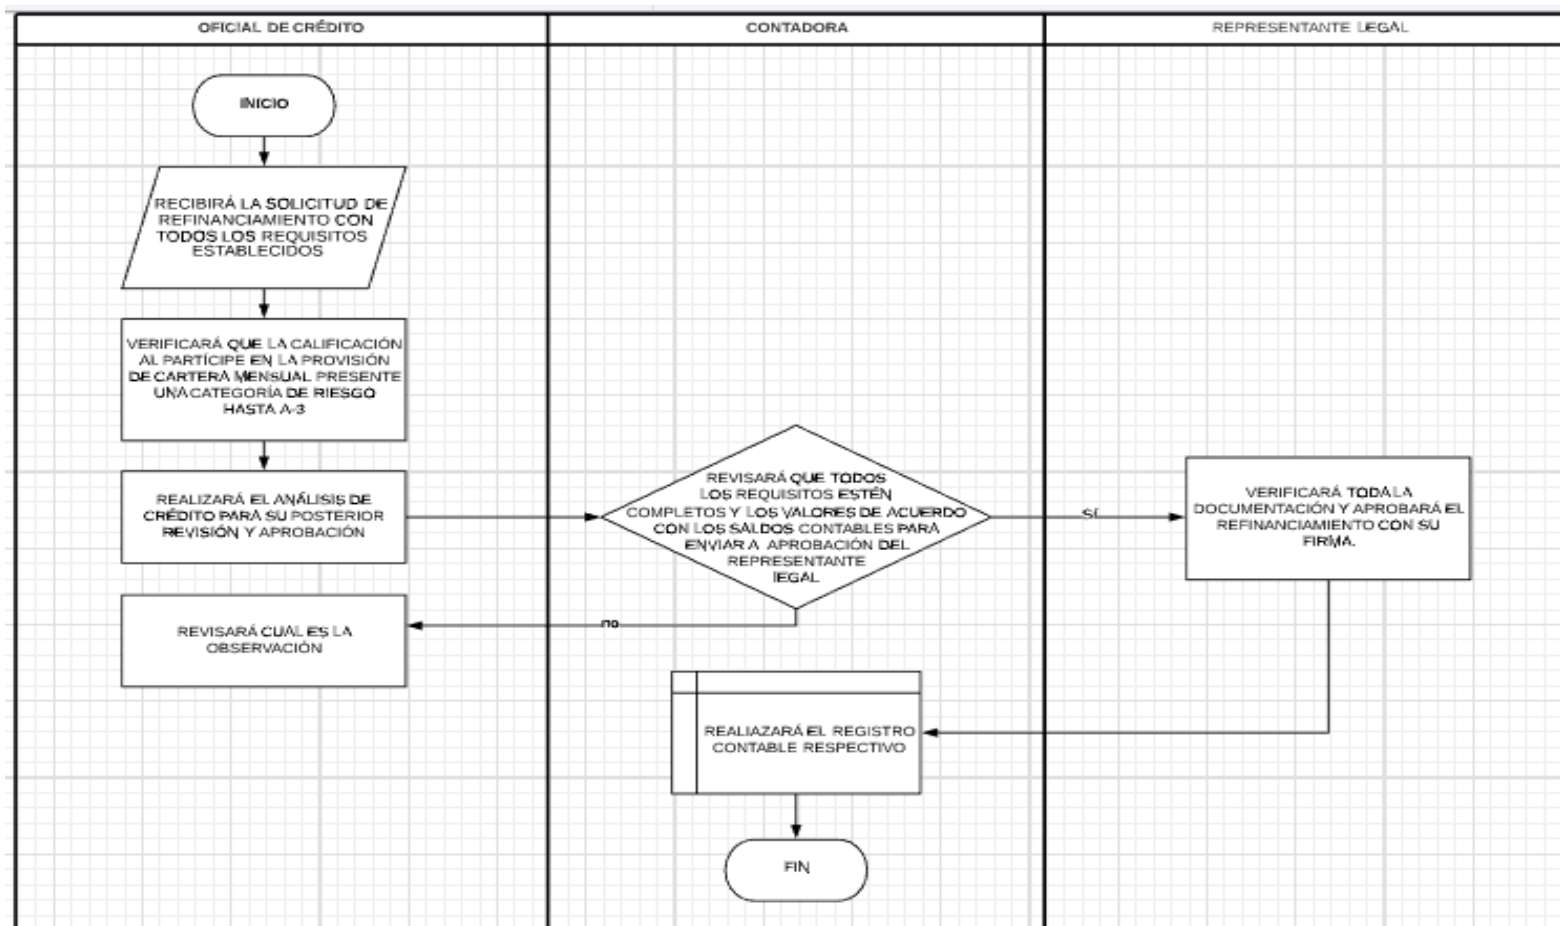 OFICIAL DE CRÉDITO
CONTADORA
REPRESENTANTE LEGAL
INICIO
RECIBIRÁ LA SOLICITUD DE
REFINANCIAMIENTO CON
TODOS LOS REQUISITOS
ESTABLECIDOS
VERIFICARÁ QUE LA CALIFICACIÓN
AL PARTÍCIPE EN LA PROVISIÓN
DE CARTERA MENSUAL PRESENTE
UNA CATEGORÍA DE RIESGO
HASTA A-3
REALIZARÁ EL ANÁLISIS DE
CRÉDITO PARA SU POSTERIOR
REVISIÓN Y APROBACIÓN
REVISARÁ QUE TODOS
LOS REQUISITOS ESTÉN
COMPLETOS Y LOS VALORES DE ACUERDO
CON LOS SALDOS CONTABLES PARA
ENVIAR A APROBACIÓN DEL
REPRESENTANTE
lEGAL
SÍ
VERIFICARÁ TODA LA
DOCUMENTACIÓN Y APROBARÁ EL
REFINANCIAMIENTO CON SU
FIRMA.
no
REVISARÁ CUAL ES LA
OBSERVACIÓN
REALIAZARÁ EL REGISTRO
CONTABLE RESPECTIVO
FIN